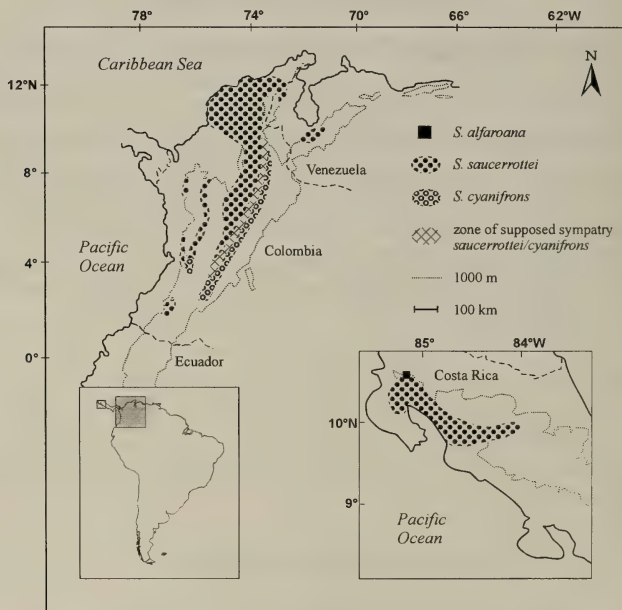 78° 74° 70° 66° 62°W
Caribbean Sea
N
12°N
S. alfaroana
S. saucerrottei
8°
Venezuela
S. cyanifrons
zone of supposed sympatry
saucerrottei/cyanifrons
Pacific
Ocean
Colombia
4°
1000 m
100 km
0°
Ecuador
85° 84°W
Costa Rica
10°N
9°
Pacific
Ocean